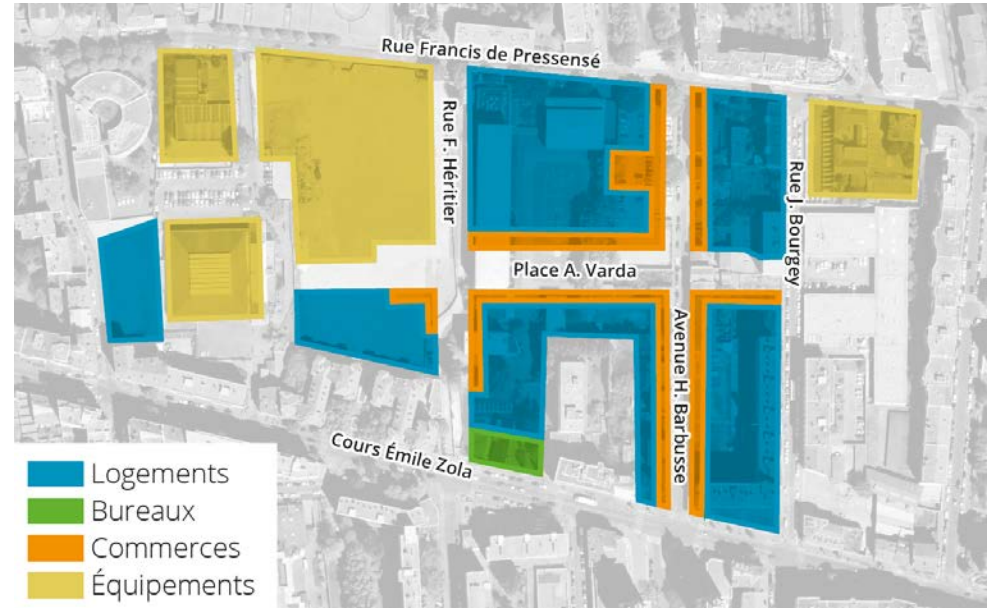 Rue Francis de Pressensé
Rue F. Héritier
Rue J. Bourgey
Place A. Varda
Avenue H. Barbusse
Cours Émile Zola
Logements
Bureaux
Commerces
Équipements